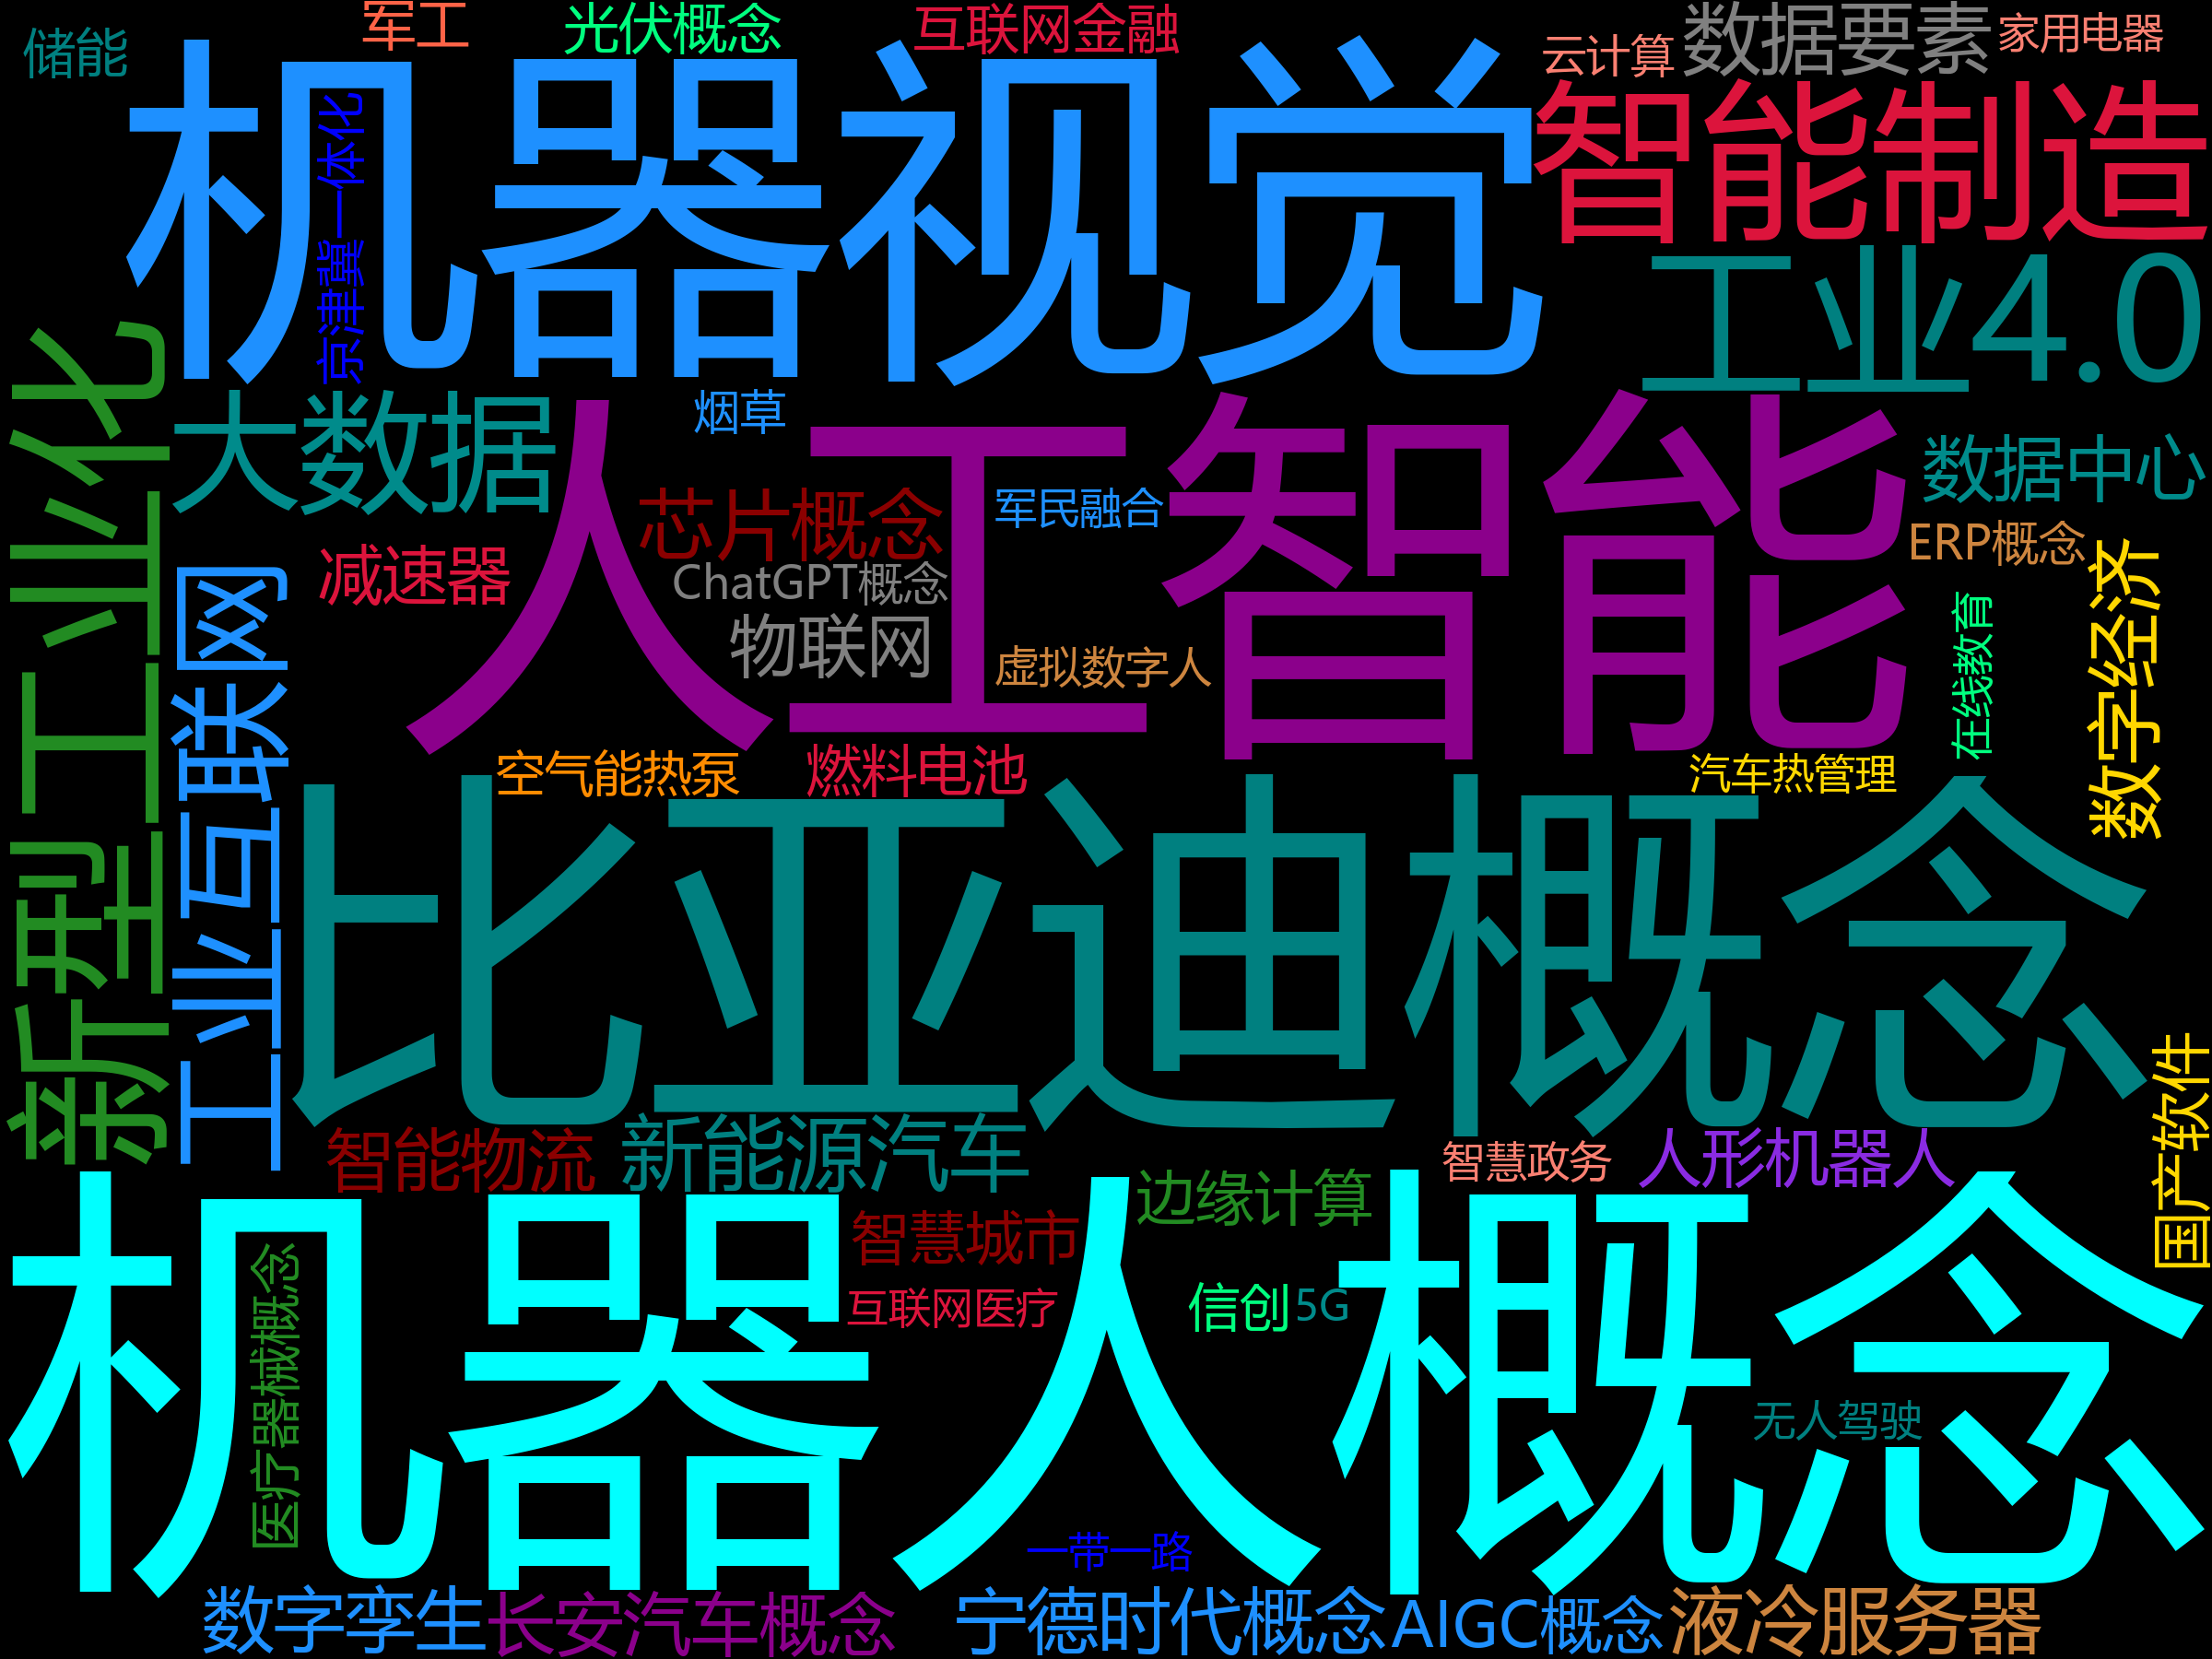 储能
军工
光伏概念
互联网金融
云计算
数据要素
家用电器
机器视觉
智能制造
京津冀一体化
工业4.0
新型工业化
大数据
烟草
人工智能
数据中心
芯片概念
军民融合
ERP概念
减速器
ChatGPT概念
工业互联网
物联网
虚拟数字人
在线教育
数字经济
空气能热泵
燃料电池
汽车热管理
比亚迪概念
国产软件
智能物流
新能源汽车
智慧政务
人形机器人
边缘计算
机器人概念
智慧城市
医疗器械概念
互联网医疗
信创
5G
无人驾驶
一带一路
数字孪生
长安汽车概念
宁德时代概念
AIGC概念
液冷服务器